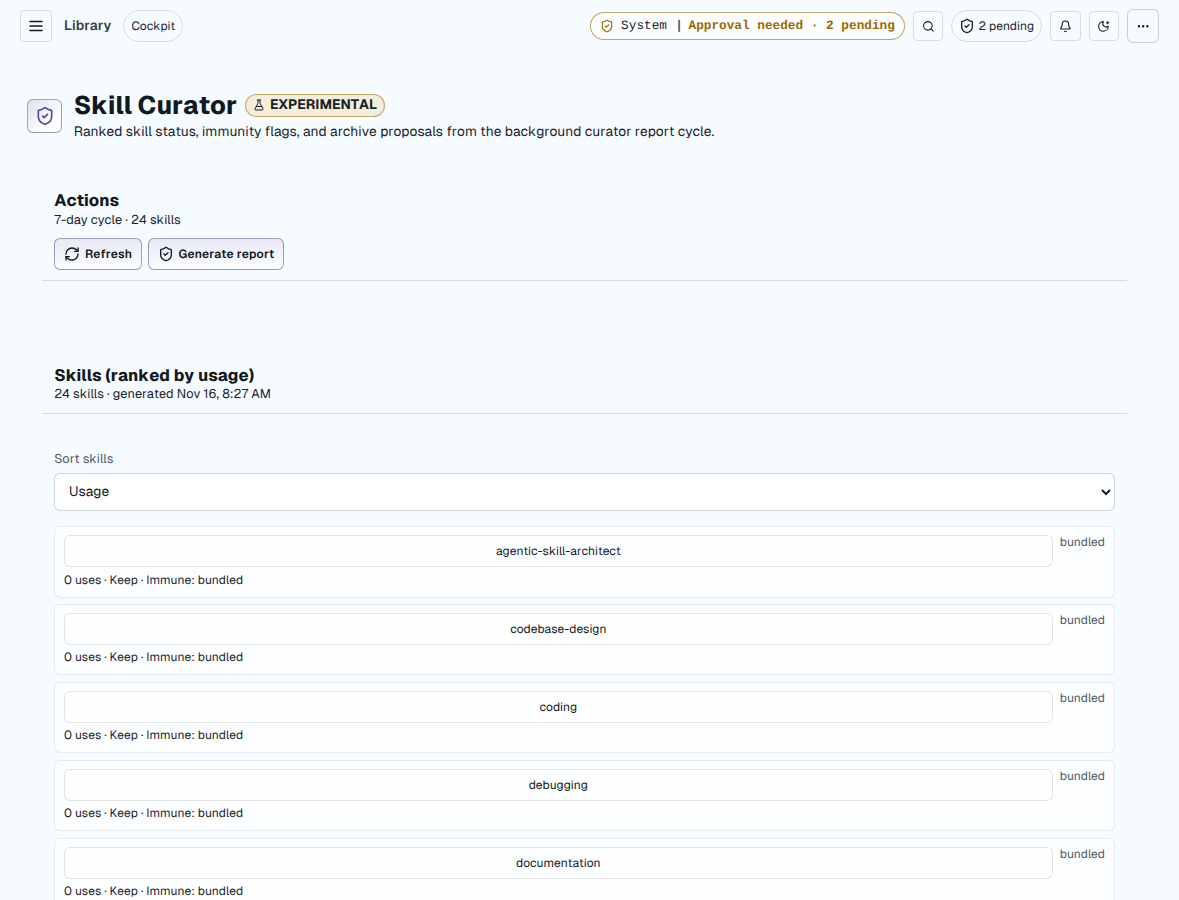 Library
Cockpit
System | Approval needed · 2 pending
2 pending
Skill Curator
EXPERIMENTAL
Ranked skill status, immunity flags, and archive proposals from the background curator report cycle.
Actions
7-day cycle · 24 skills
Refresh
Generate report
Skills (ranked by usage)
24 skills · generated Nov 16, 8:27 AM
Sort skills
Usage
agentic-skill-architect
bundled
0 uses · Keep · Immune: bundled
codebase-design
bundled
0 uses · Keep · Immune: bundled
coding
bundled
0 uses · Keep · Immune: bundled
debugging
bundled
0 uses · Keep · Immune: bundled
documentation
bundled
0 uses · Keep · Immune: bundled